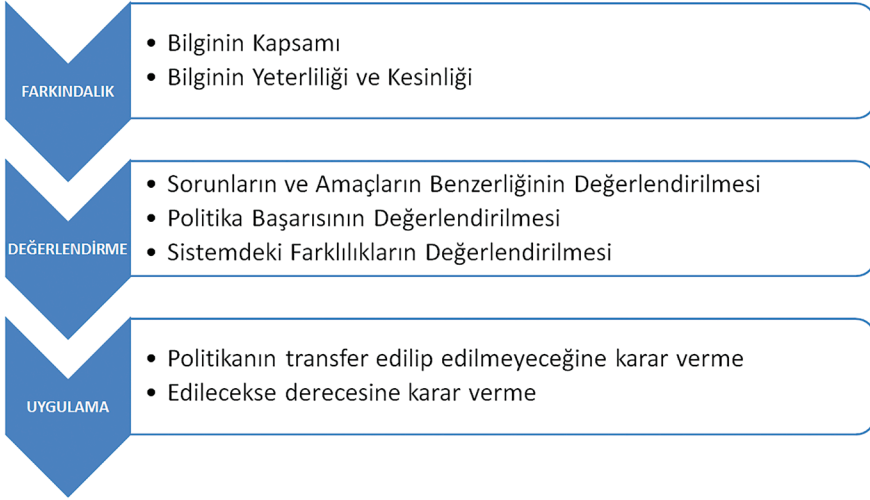 FARKINDALIK
• Bilginin Kapsamı
• Bilginin Yeterliliği ve Kesinliği
DEĞERLENDİRME
• Sorunların ve Amaçların Benzerliğinin Değerlendirilmesi
• Politika Başarısının Değerlendirilmesi
• Sistemdeki Farklılıkların Değerlendirilmesi
UYGULAMA
• Politikanın transfer edilip edilmeyeceğine karar verme
• Edilecekse derecesine karar verme